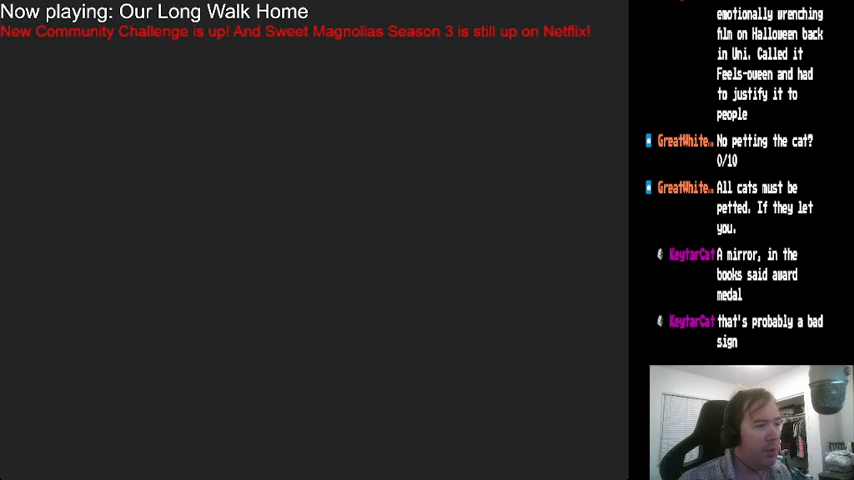 Now playing: Our Long Walk Home
New Community Challenge is up! And Sweet Magnolias Season 3 is still up on Netflix!
emotionally wrenching
film on Halloween back
in Uni. Called it
Feels-oween and had
to justify it to
people
GreatWhite No petting the cat?
0/10
GreatWhite All cats must be
petted. If they let
you.
KeytarCat A mirror, in the
books said award
medal
KeytarCat that's probably a bad
sign